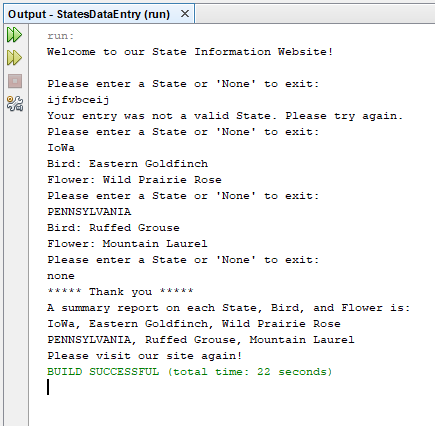 Output - StatesDataEntry (run) ×
run:
Welcome to our State Information Website!
Please enter a State or 'None' to exit:
ijfvbceij
Your entry was not a valid State. Please try again.
Please enter a State or 'None' to exit:
IoWa
Bird: Eastern Goldfinch
Flower: Wild Prairie Rose
Please enter a State or 'None' to exit:
PENNSYLVANIA
Bird: Ruffed Grouse
Flower: Mountain Laurel
Please enter a State or 'None' to exit:
none
***** Thank you *****
A summary report on each State, Bird, and Flower is:
IoWa, Eastern Goldfinch, Wild Prairie Rose
PENNSYLVANIA, Ruffed Grouse, Mountain Laurel
Please visit our site again!
BUILD SUCCESSFUL (total time: 22 seconds)